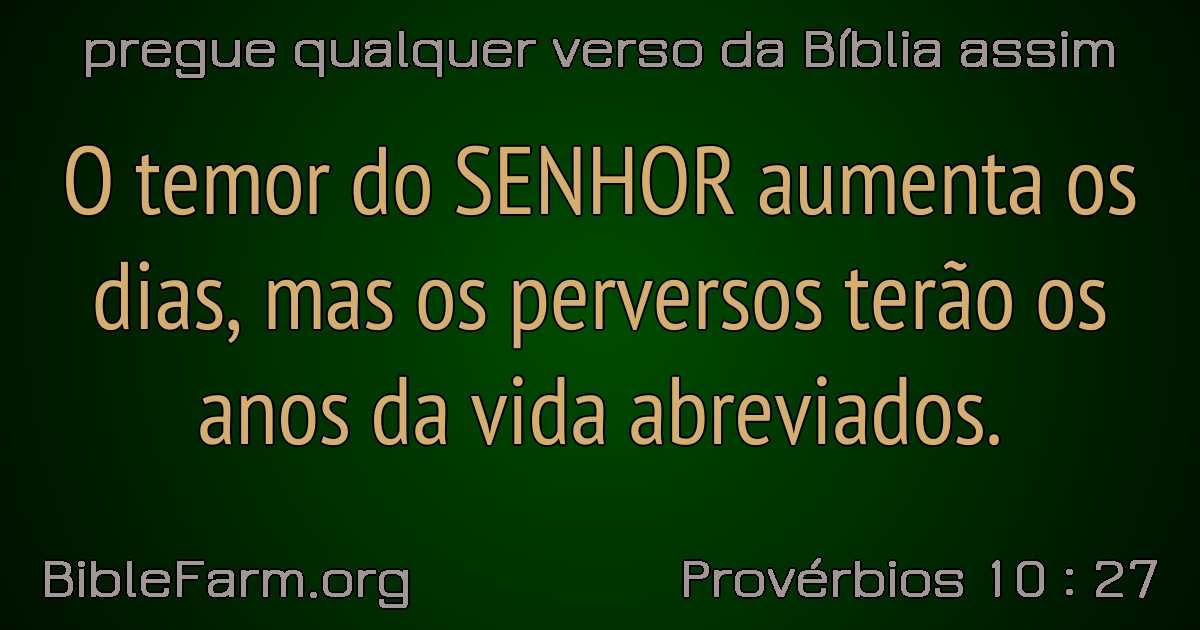 pregue qualquer verso da Bíblia assim
O temor do SENHOR aumenta os
dias, mas os perversos terão os
anos da vida abreviados.
BibleFarm.org
Provérbios 10 : 27